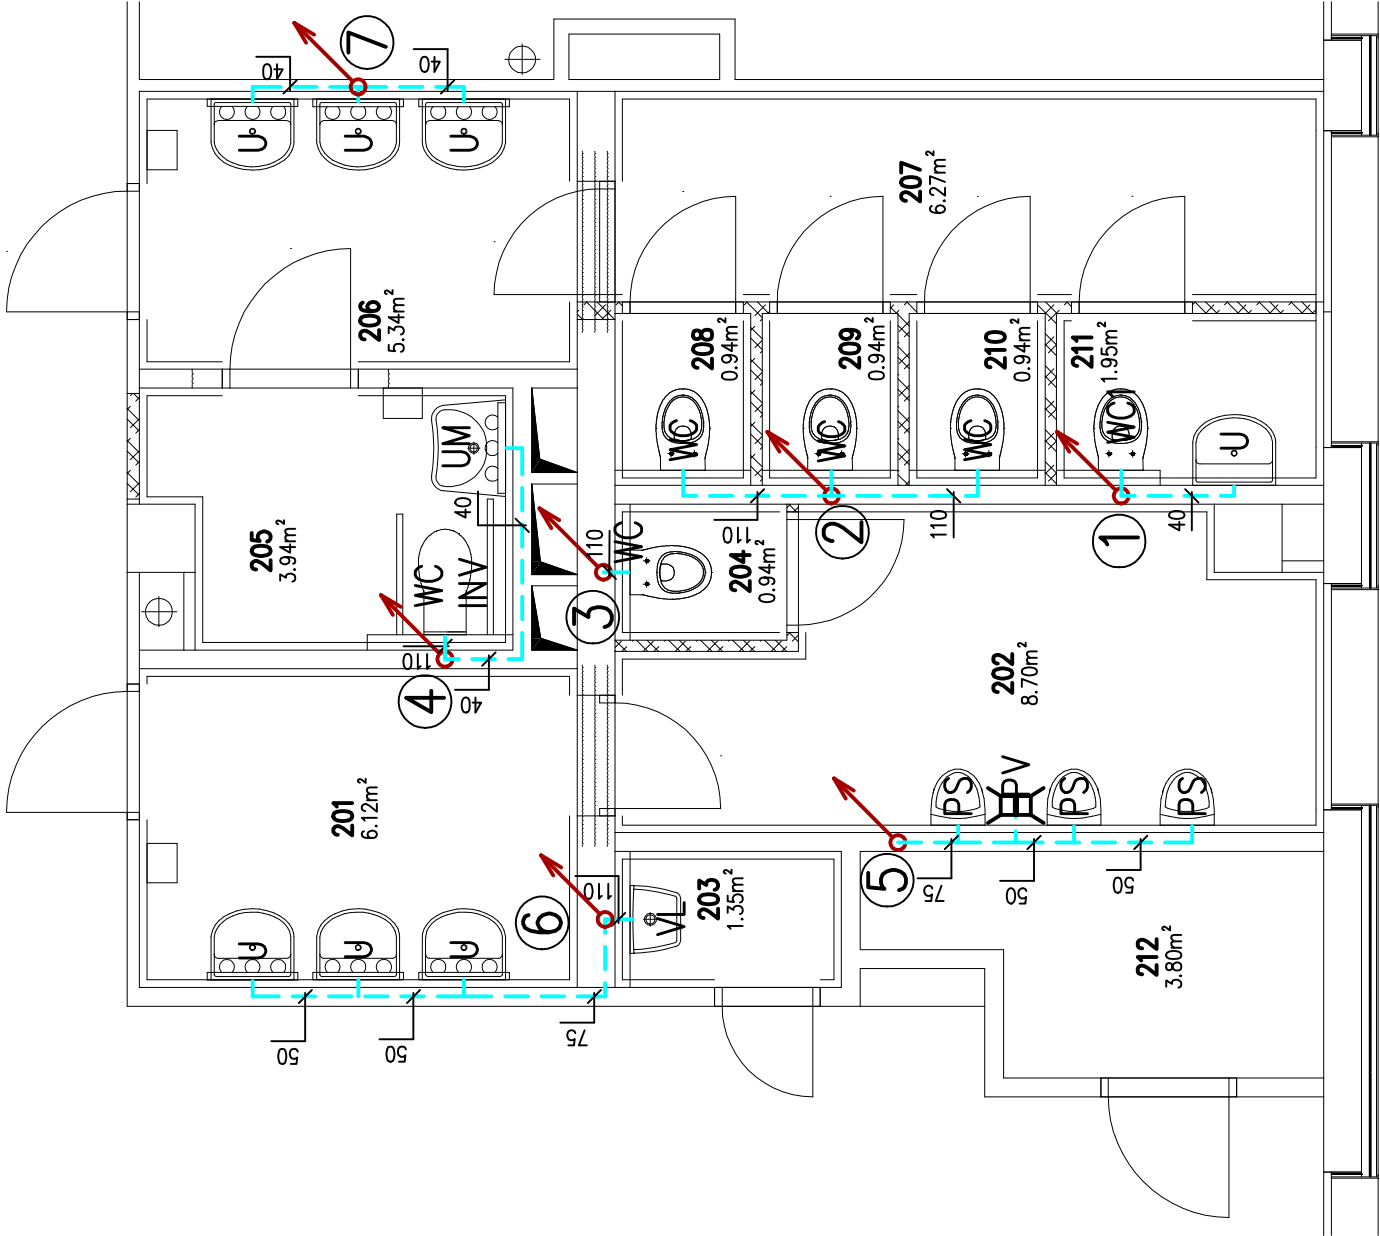 7
40
40
U
U
U
207
6.27m²
206
5.34m²
208
0.94m²
209
0.94m²
210
0.94m²
211
1.95m²
WC
WC
WC
WC
U
UM
40
205
3.94m²
WC
INV
110
4
40
110
WC
3
204
0.94m²
110
2
110
1
40
202
8.70m²
201
6.12m²
PS
PV
PS
PS
5
75
50
50
6
110
VL
203
1.35m²
U
U
U
50
50
75
212
3.80m²